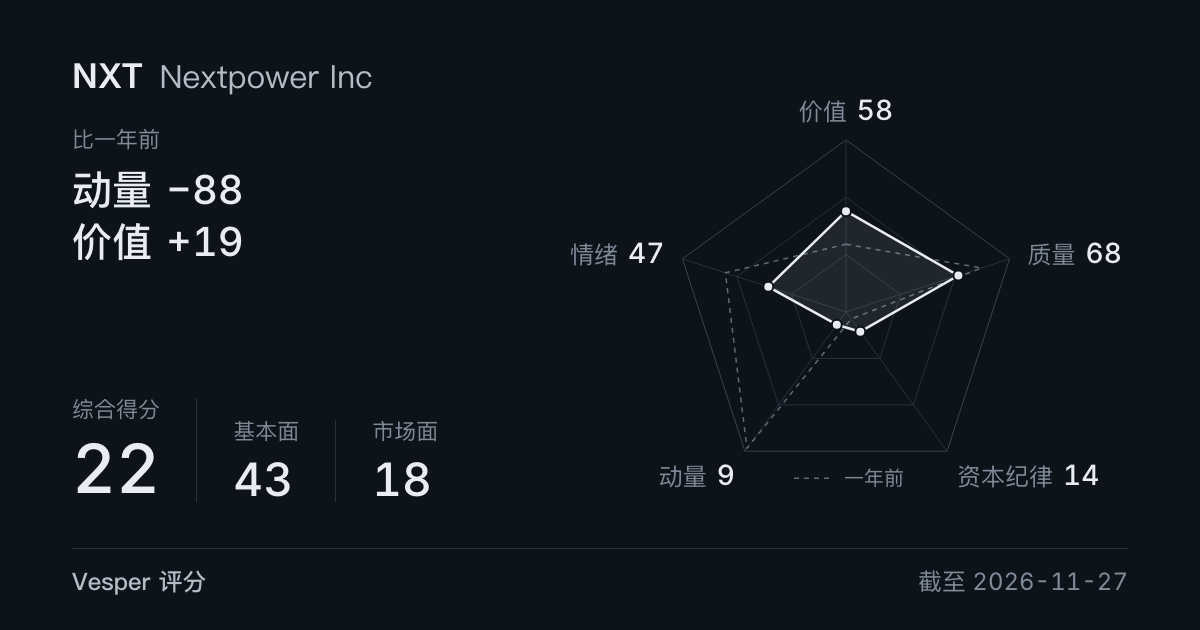 NXT Nextpower Inc
比一年前
动量 −88
价值 +19
价值 58
情绪 47
质量 68
动量 9
---- 一年前
资本纪律 14
综合得分
22
基本面
43
市场面
18
Vesper 评分
截至 2026-11-27